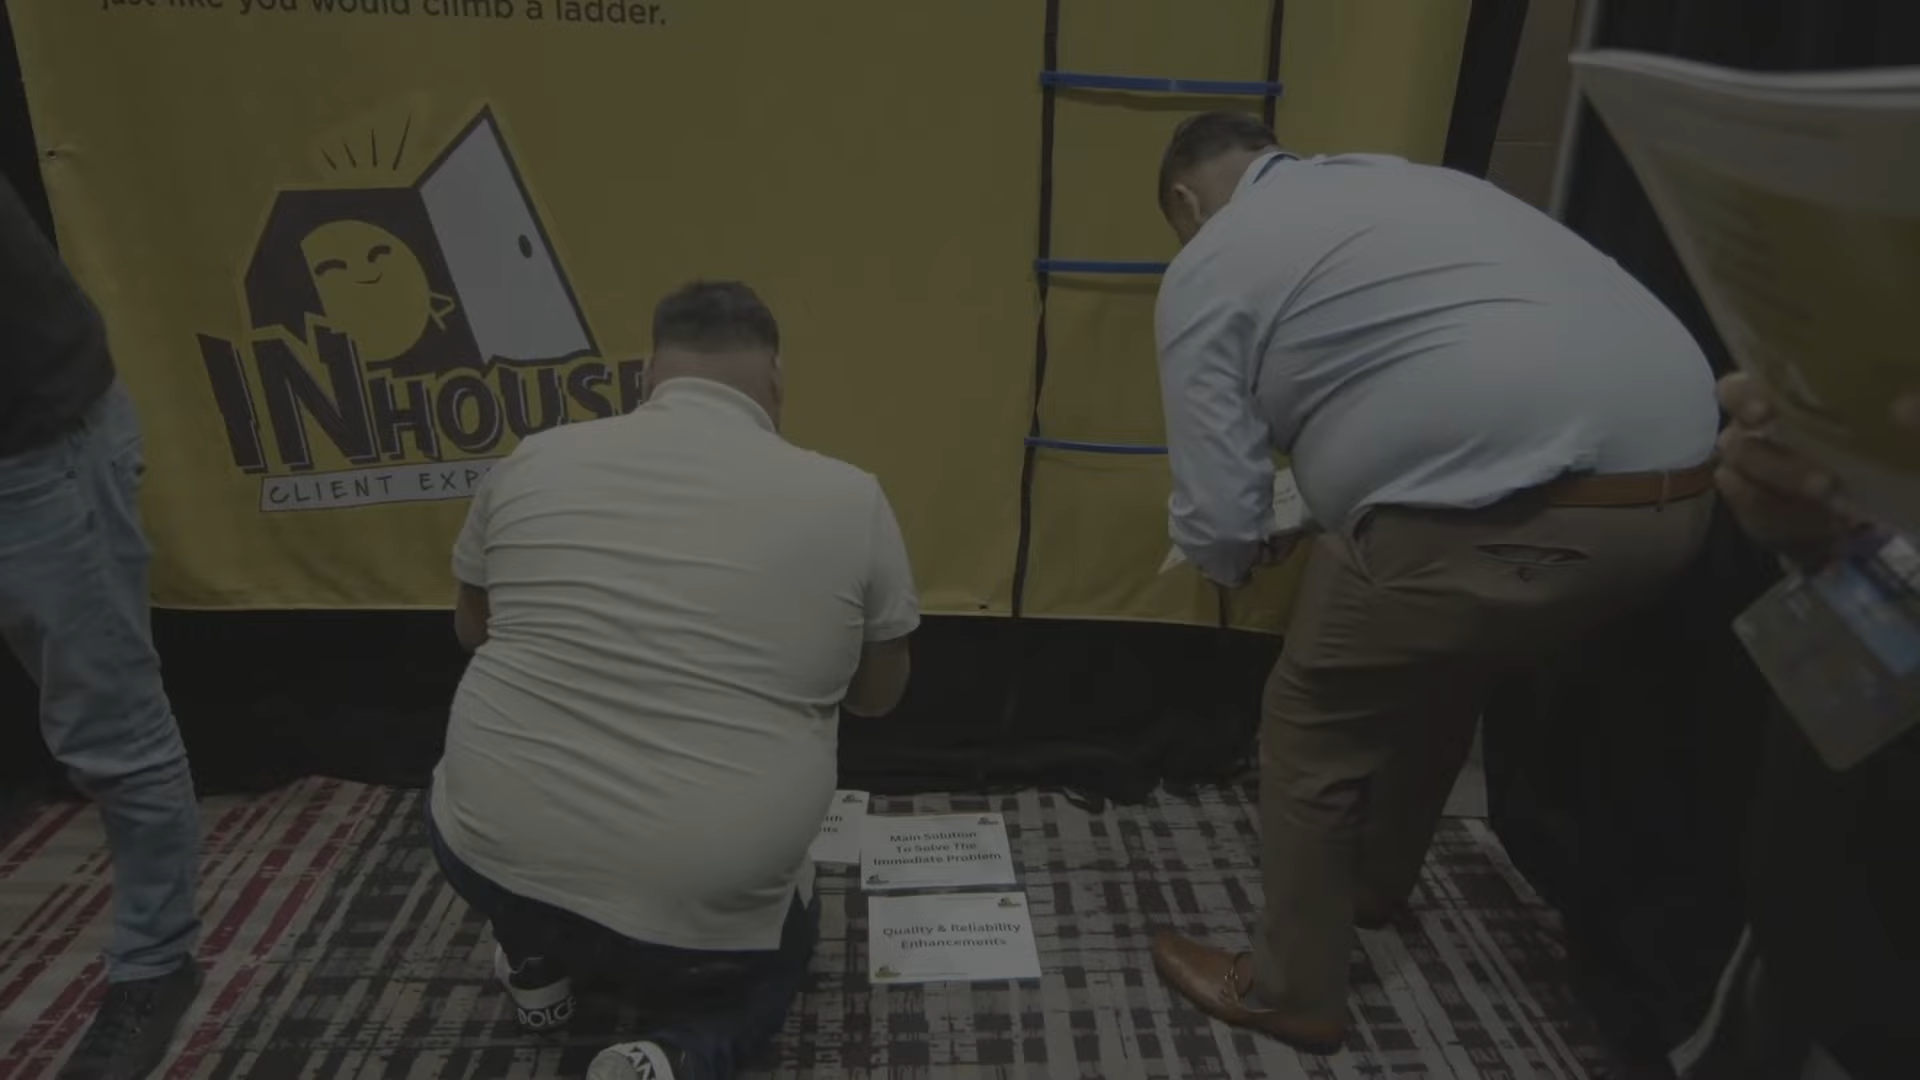 just like you would climb a ladder.
INHOUSE
CLIENT EXP
Main Solution
To Solve The
Immediate Problem
Quality & Reliability
Enhancements
DOLCE